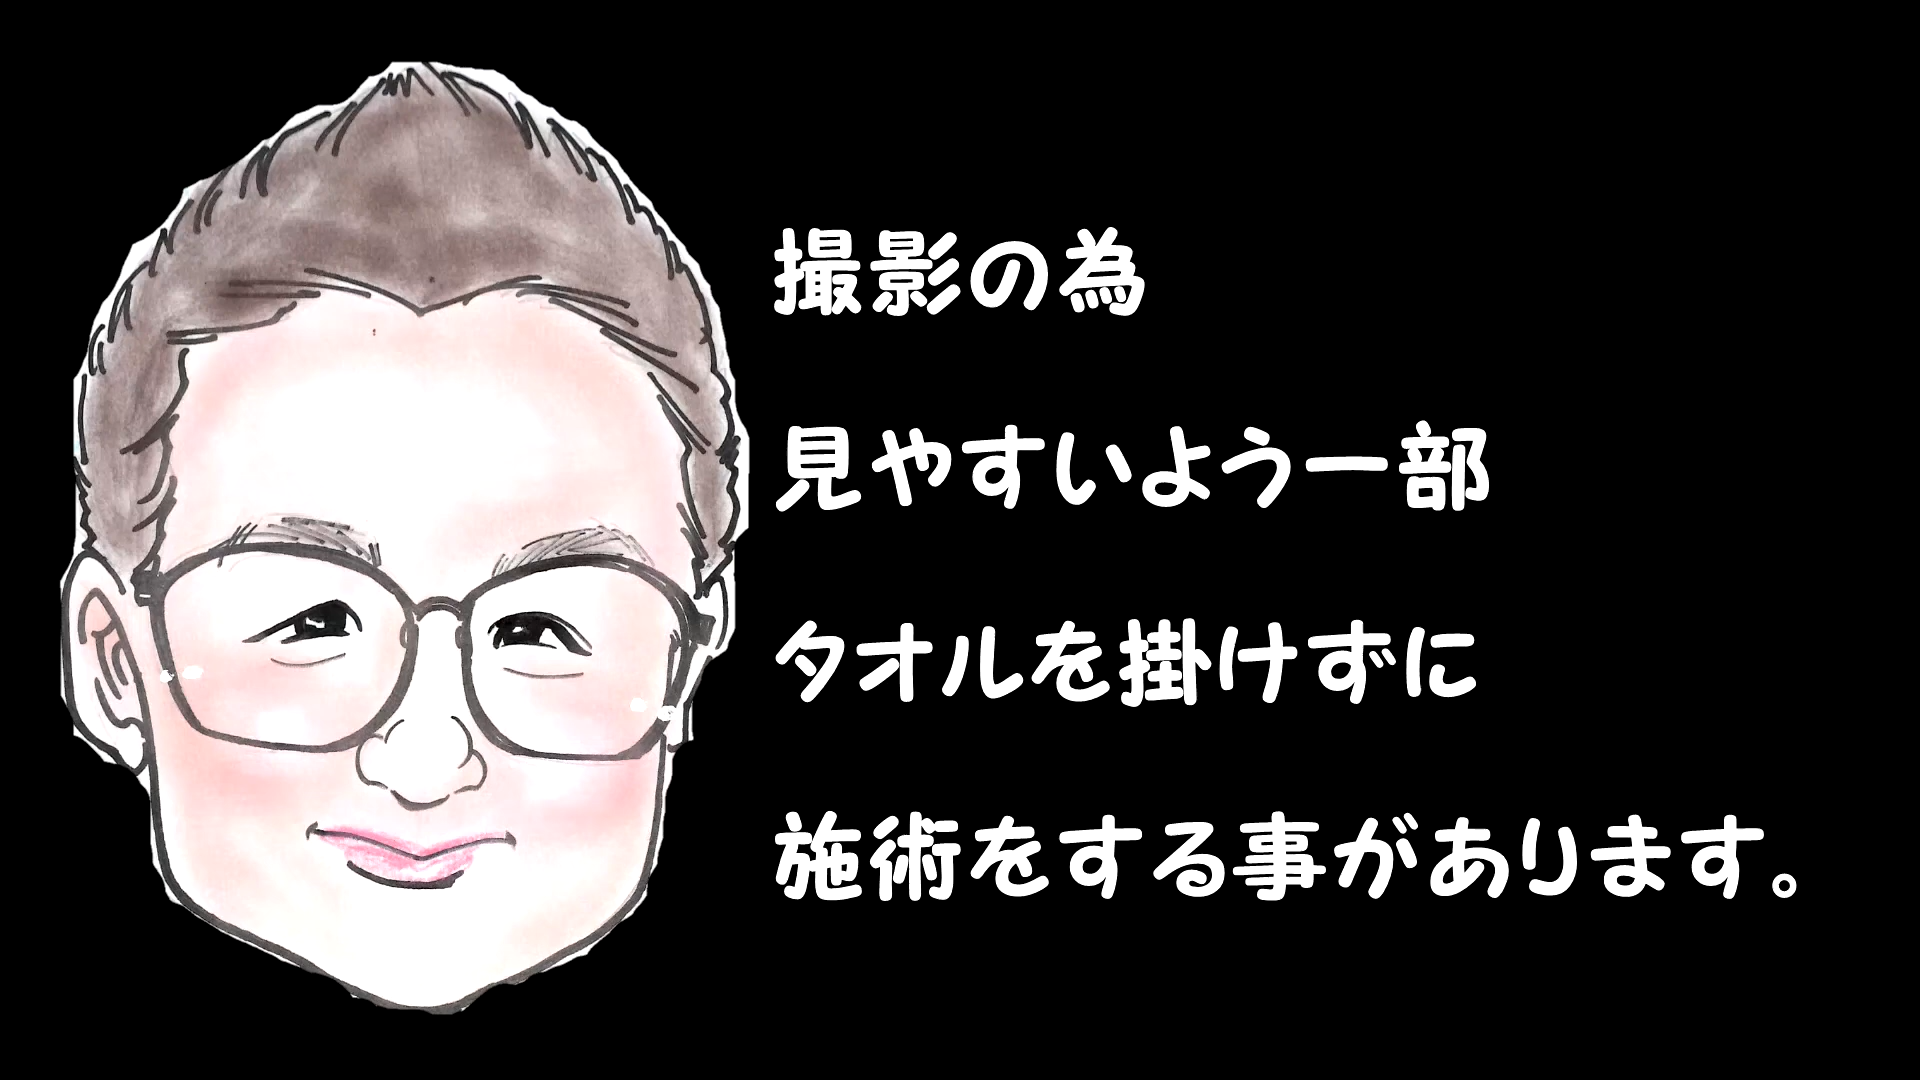 撮影の為
見やすいよう一部
タオルを掛けずに
施術をする事があります。